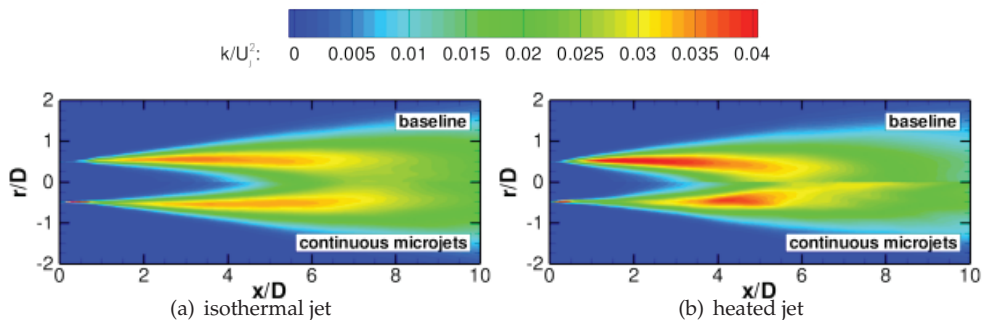 k/U_j^2: 0 0.005 0.01 0.015 0.02 0.025 0.03 0.035 0.04
2
1
0
-1
-2
r/D
baseline
continuous microjets
0 2 4 6 8 10
x/D
(a) isothermal jet
2
1
0
-1
-2
r/D
baseline
continuous microjets
0 2 4 6 8 10
x/D
(b) heated jet